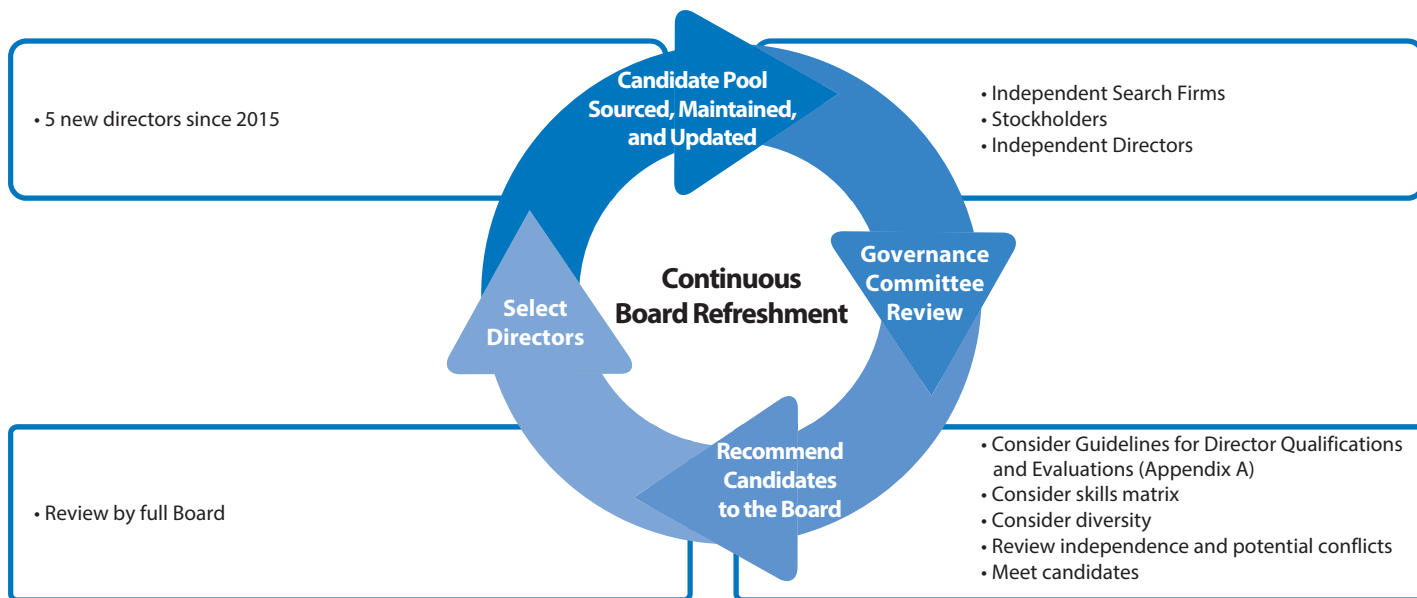 • 5 new directors since 2015
Candidate Pool
Sourced, Maintained,
and Updated
• Independent Search Firms
• Stockholders
• Independent Directors
Governance
Committee
Review
Continuous
Board Refreshment
Select
Directors
Recommend
Candidates
to the Board
• Review by full Board
• Consider Guidelines for Director Qualifications
and Evaluations (Appendix A)
• Consider skills matrix
• Consider diversity
• Review independence and potential conflicts
• Meet candidates